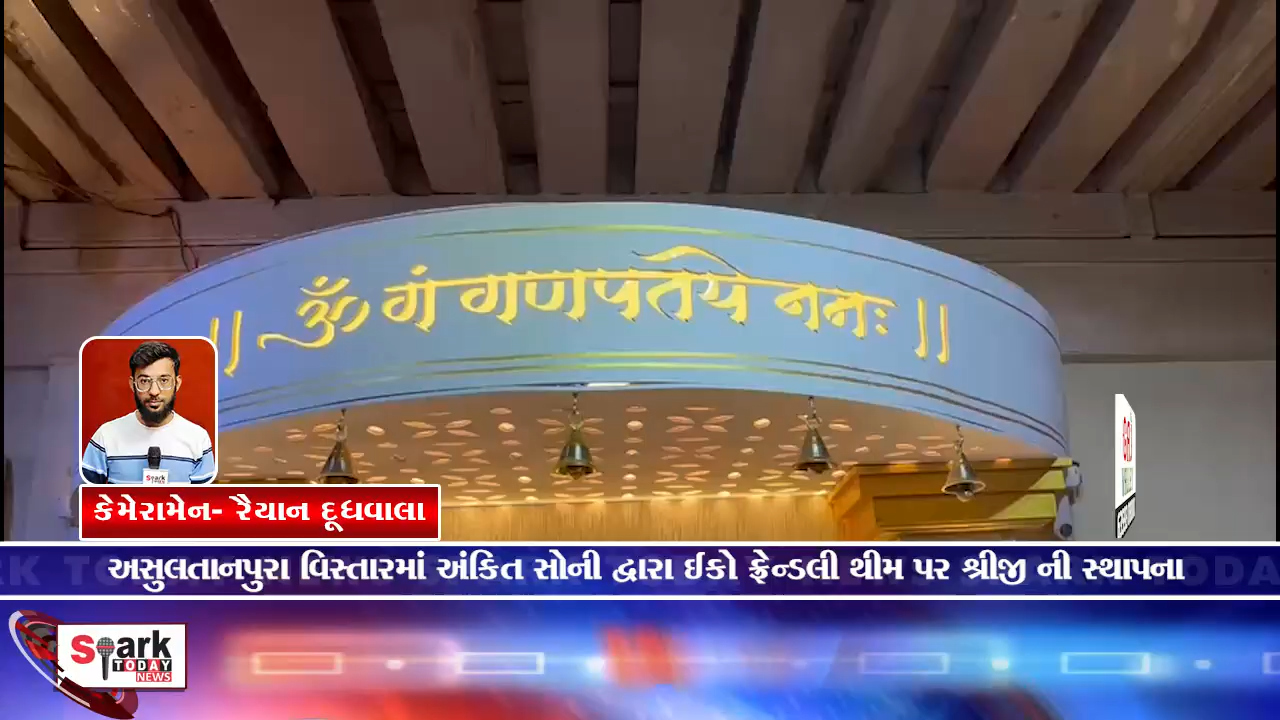 || ॐ गं गणपतये नमः ||
કેમેરામેન- રૈયાન દૂધવાલા
અસુલતાનપુરા વિસ્તારમાં અંકિત સોની દ્વારા ઈકો ફ્રેન્ડલી થીમ પર શ્રીજી ની સ્થાપના
Spark
TODAY
NEWS